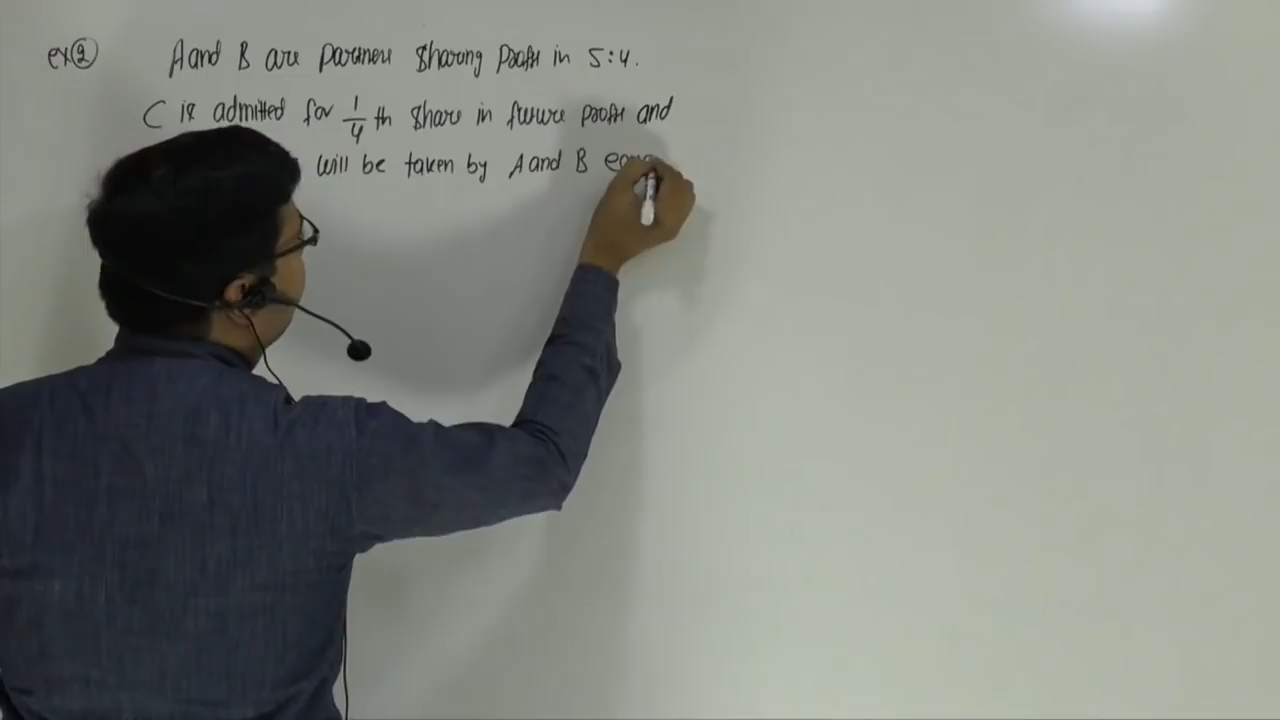 ex② A and B are partners sharing profit in 5:4.
C is admitted for 1/4 th share in future profit and
will be taken by A and B